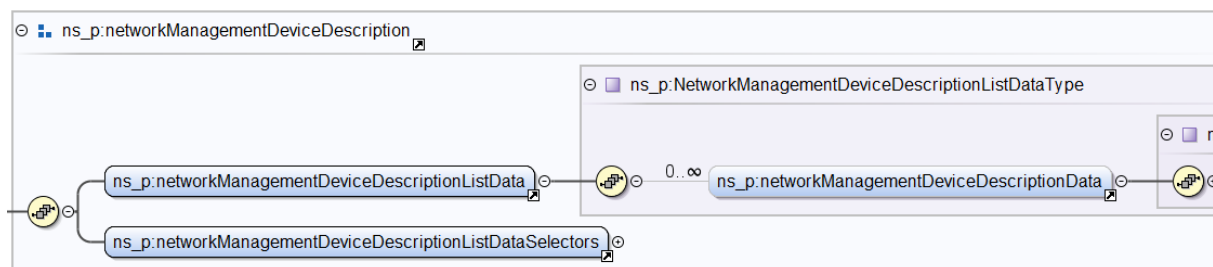 ns_p:networkManagementDeviceDescription
ns_p:NetworkManagementDeviceDescriptionListDataType
ns_p:networkManagementDeviceDescriptionListData
0..∞
ns_p:networkManagementDeviceDescriptionData
ns_p:networkManagementDeviceDescriptionListDataSelectors